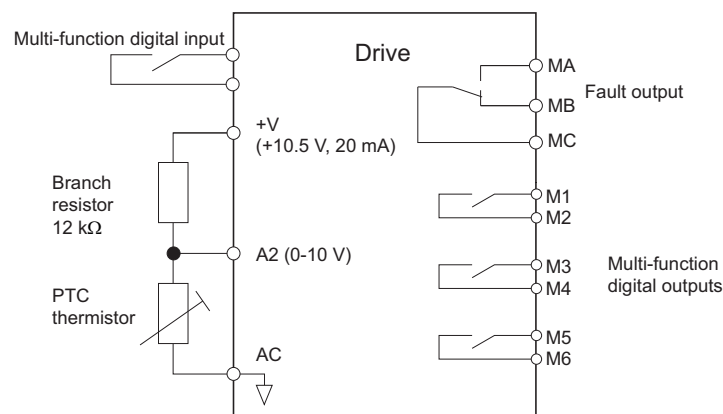 Multi-function digital input
Drive
MA
MB
MC
Fault output
+V
(+10.5 V, 20 mA)
Branch
resistor
12 kΩ
M1
M2
A2 (0-10 V)
M3
M4
Multi-function
digital outputs
PTC
thermistor
AC
M5
M6